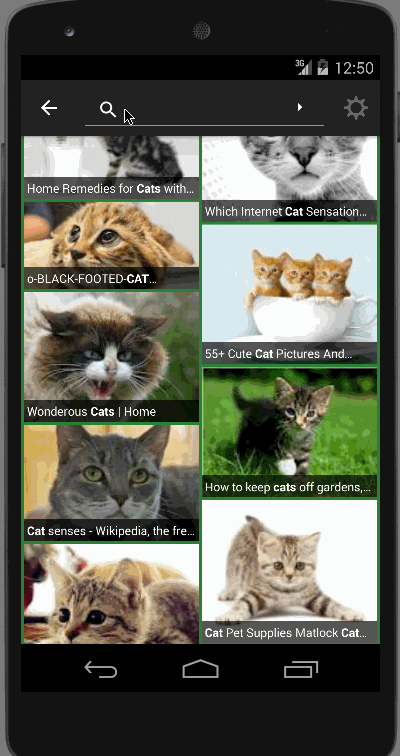 3G
12:50
Home Remedies for Cats with...
Which Internet Cat Sensation...
o-BLACK-FOOTED-CAT...
55+ Cute Cat Pictures And...
Wonderous Cats | Home
How to keep cats off gardens,...
Cat senses - Wikipedia, the fre...
Cat Pet Supplies Matlock Cat...